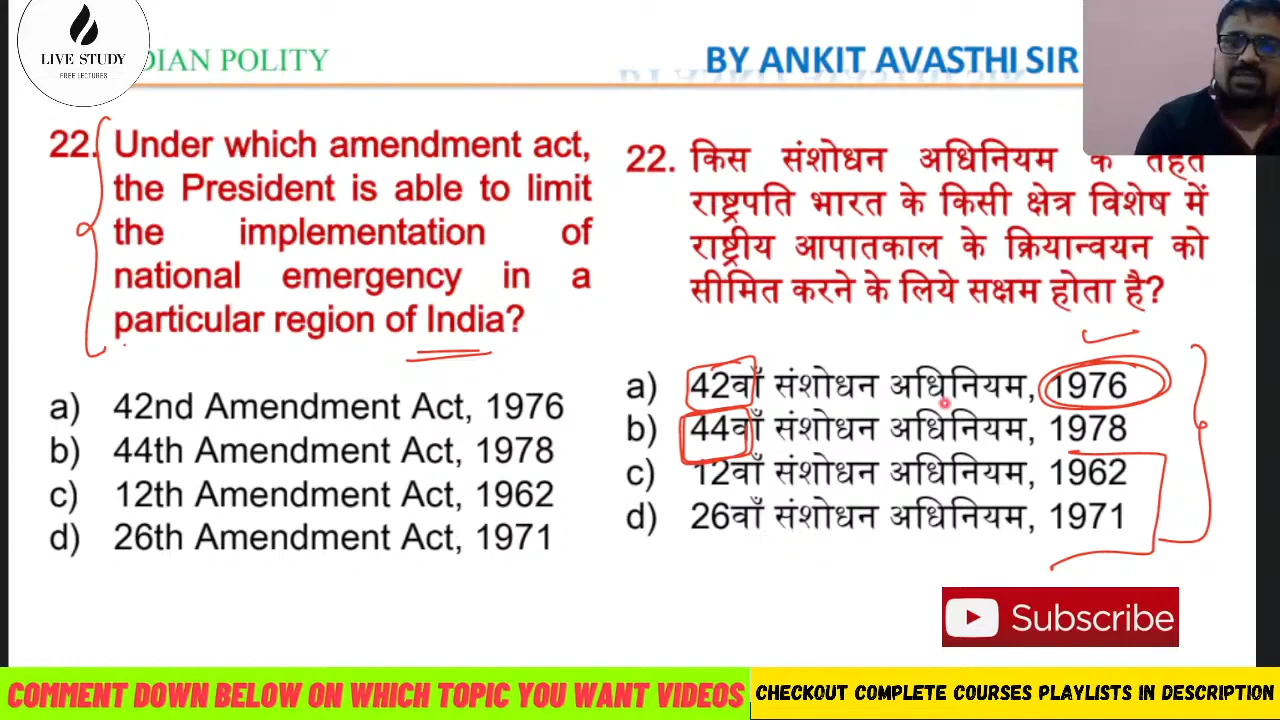 LIVE STUDY
FREE LECTURES
DIAN POLITY
BY ANKIT AVASTHI SIR
22. Under which amendment act,
the President is able to limit
the implementation of
national emergency in a
particular region of India?
a) 42nd Amendment Act, 1976
b) 44th Amendment Act, 1978
c) 12th Amendment Act, 1962
d) 26th Amendment Act, 1971
22. किस संशोधन अधिनियम के तहत
राष्ट्रपति भारत के किसी क्षेत्र विशेष में
राष्ट्रीय आपातकाल के क्रियान्वयन को
सीमित करने के लिये सक्षम होता है?
a) 42वाँ संशोधन अधिनियम, 1976
b) 44वाँ संशोधन अधिनियम, 1978
c) 12वाँ संशोधन अधिनियम, 1962
d) 26वाँ संशोधन अधिनियम, 1971
Subscribe
COMMENT DOWN BELOW ON WHICH TOPIC YOU WANT VIDEOS
CHECKOUT COMPLETE COURSES PLAYLISTS IN DESCRIPTION